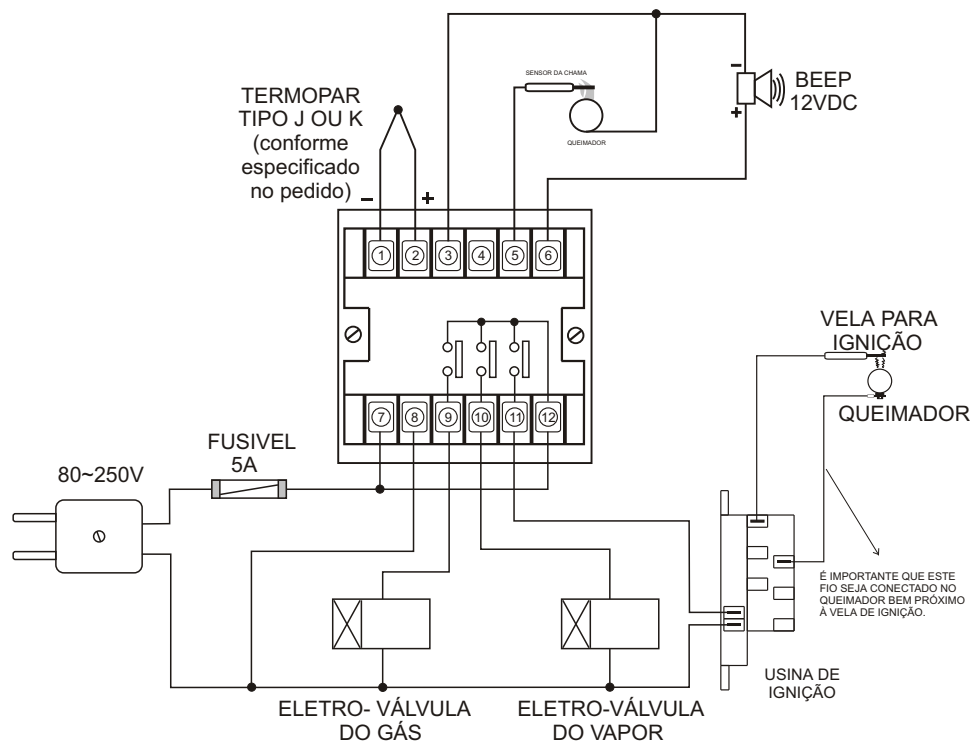 SENSOR DA CHAMA
QUEIMADOR
-
+
BEEP
12VDC
TERMOPAR
TIPO J OU K
(conforme
especificado
no pedido)
- +
1 2 3 4 5 6
7 8 9 10 11 12
VELA PARA
IGNIÇÃO
QUEIMADOR
FUSIVEL
5A
80~250V
É IMPORTANTE QUE ESTE
FIO SEJA CONECTADO NO
QUEIMADOR BEM PRÓXIMO
À VELA DE IGNIÇÃO.
USINA DE
IGNIÇÃO
ELETRO- VÁLVULA
DO GÁS
ELETRO-VÁLVULA
DO VAPOR